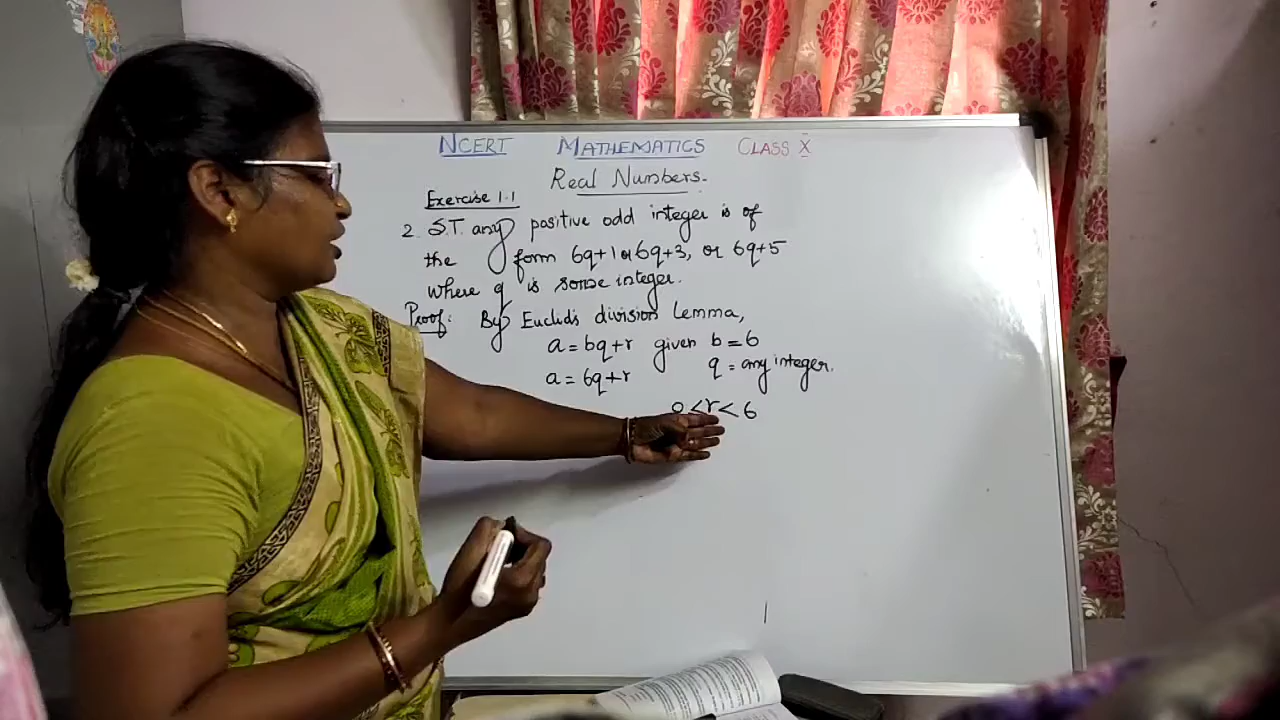 NCERT MATHEMATICS CLASS X
Real Numbers.
Exercise 1.1
2. S.T. any positive odd integer is of
the form 6q+1 or 6q+3, or 6q+5
where q is some integer.
Proof: By Euclid's division Lemma,
a = bq+r given b = 6
a = 6q+r q = any integer.
0 < r < 6